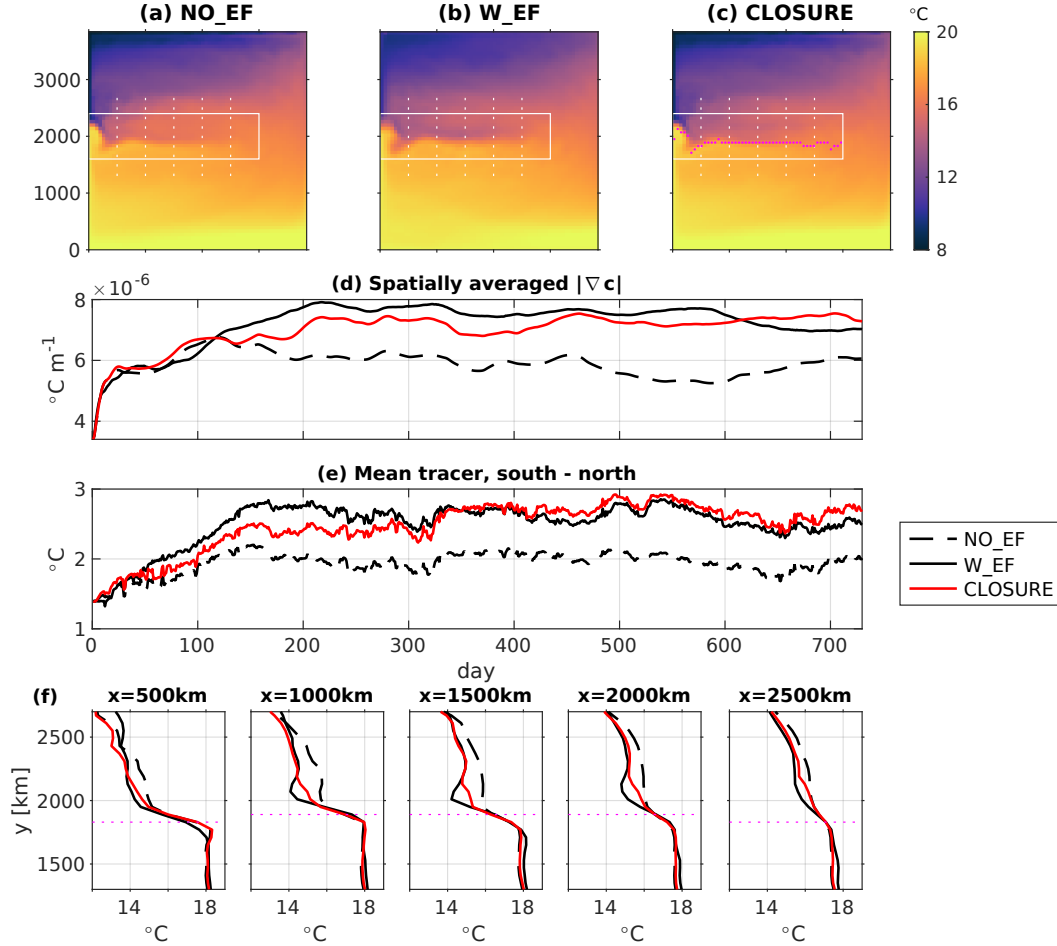 (a) NO_EF
(b) W_EF
(c) CLOSURE
°C
3000
2000
1000
0
20
16
12
8
(d) Spatially averaged |∇c|
× 10⁻⁶
8
6
4
°C m⁻¹
(e) Mean tracer, south - north
3
2
1
°C
0 100 200 300 400 500 600 700
day
NO_EF
W_EF
CLOSURE
(f)
x=500km
x=1000km
x=1500km
x=2000km
x=2500km
2500
2000
1500
y [km]
14 18
14 18
14 18
14 18
14 18
°C
°C
°C
°C
°C